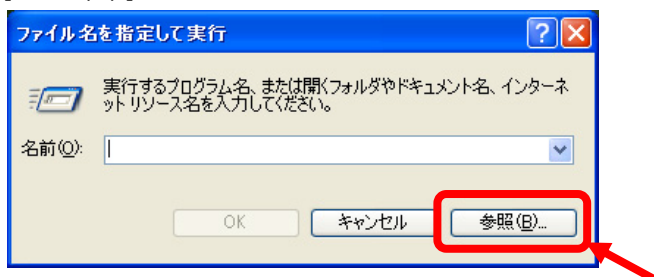 ファイル名を指定して実行
実行するプログラム名、または開くフォルダやドキュメント名、インターネ
ット リソース名を入力してください。
名前(O):
OK キャンセル 参照(B)...